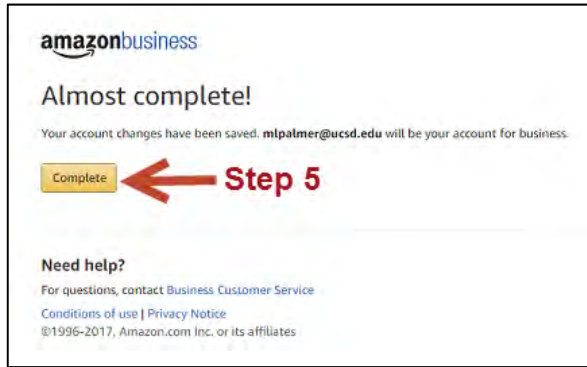 amazonbusiness
Almost complete!
Your account changes have been saved. mlpalmer@ucsd.edu will be your account for business.
Complete Step 5
Need help?
For questions, contact Business Customer Service
Conditions of use | Privacy Notice
©1996-2017, Amazon.com Inc. or its affiliates